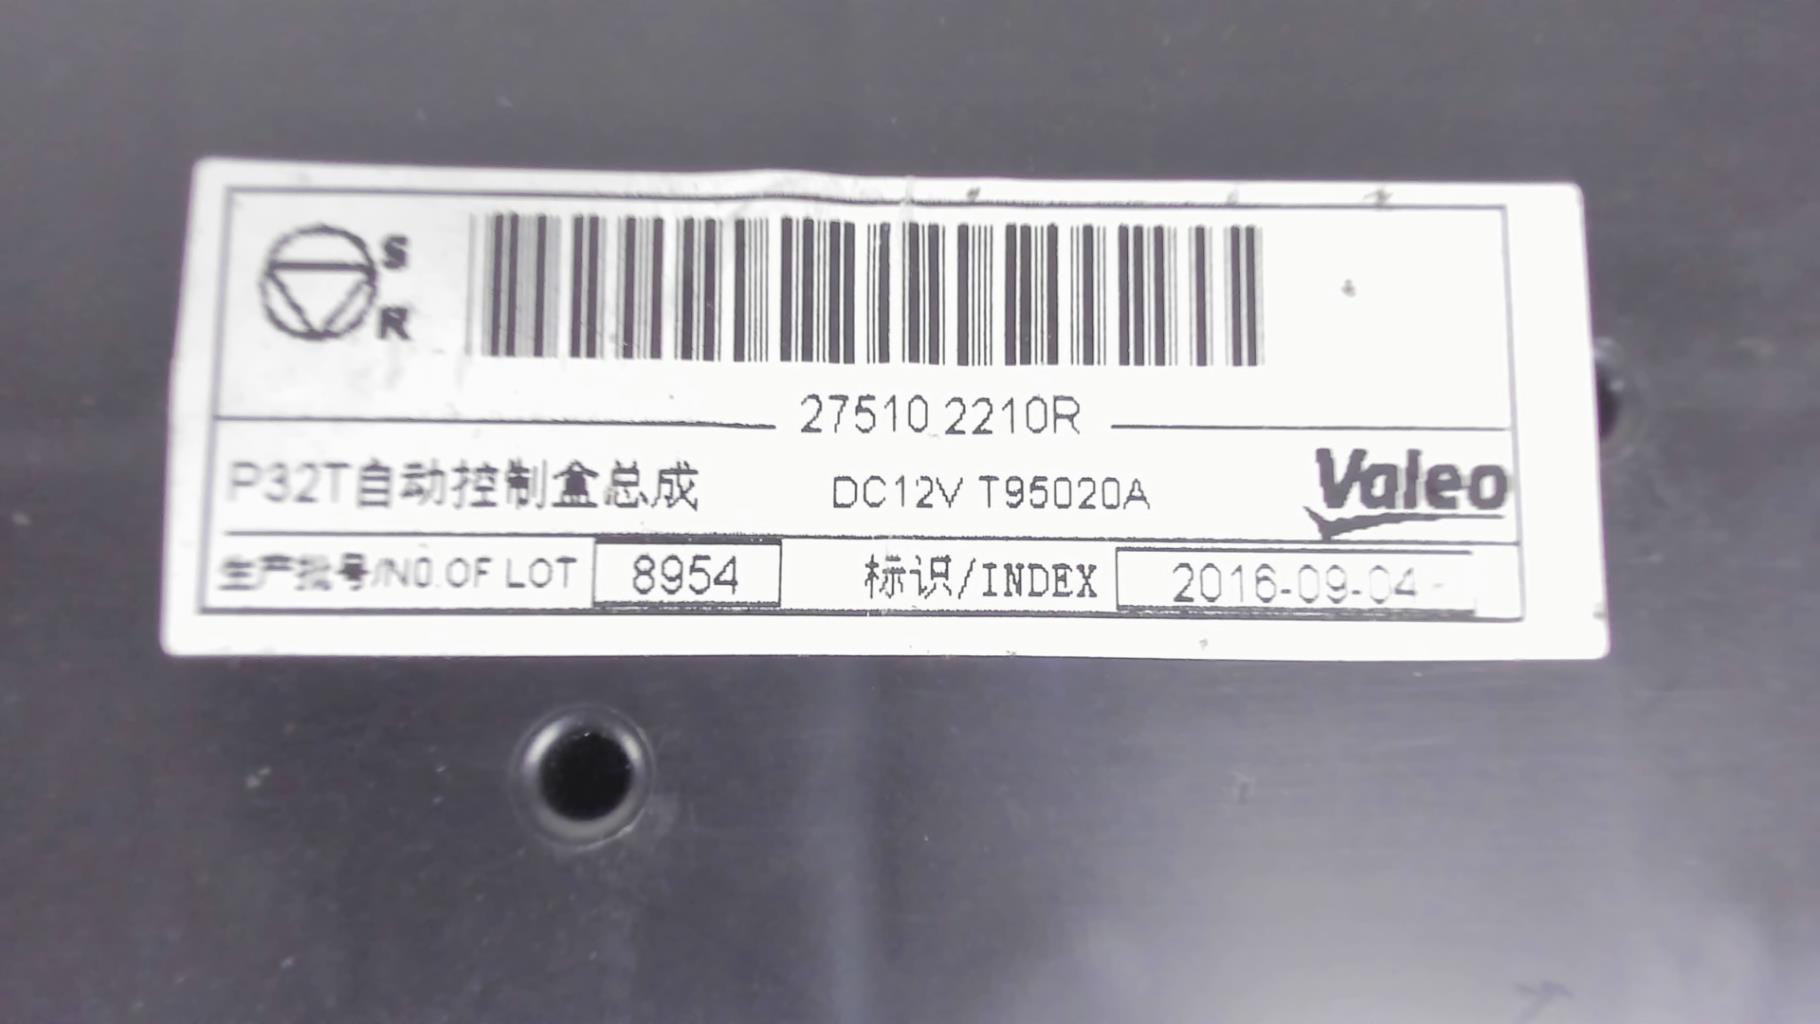 S
R
27510 2210R
P32T自动控制盒总成 DC12V T95020A Valeo
生产批号/NO.OF LOT 8954 标识/INDEX 2016-09-04-